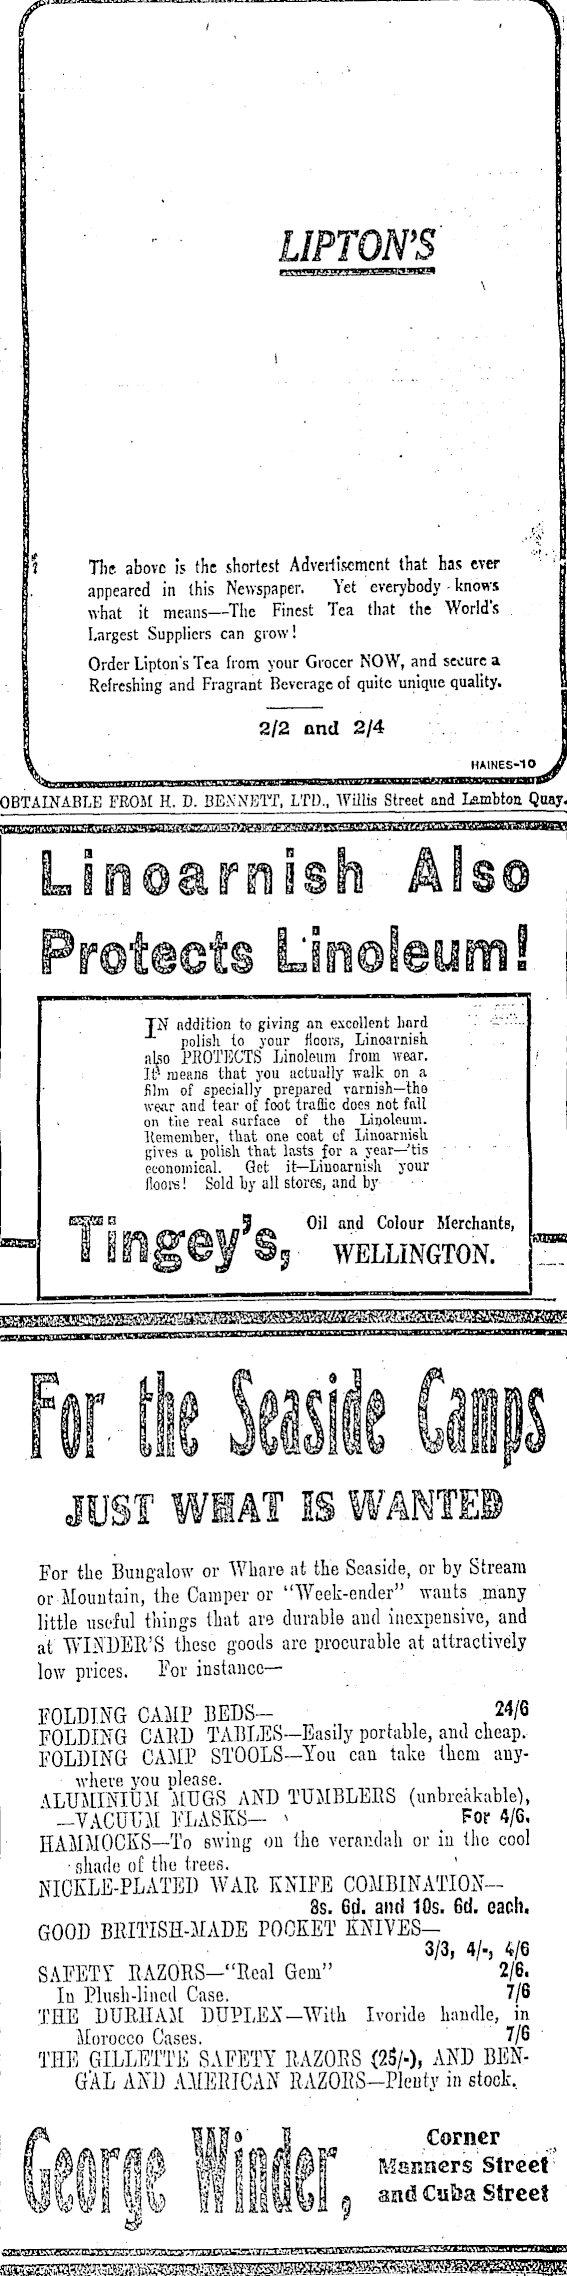 LIPTON'S
The above is the shortest Advertisement that has ever
appeared in this Newspaper. Yet everybody knows
what it means—The Finest Tea that the World's
Largest Suppliers can grow!
Order Lipton's Tea from your Grocer NOW, and secure a
Refreshing and Fragrant Beverage of quite unique quality.
2/2 and 2/4
HAINES-10
OBTAINABLE FROM H. D. BENNETT, LTD., Willis Street and Lambton Quay.
Linoarnish Also
Protects Linoleum!
IN addition to giving an excellent hard
polish to your floors, Linoarnish
also PROTECTS Linoleum from wear.
It means that you actually walk on a
film of specially prepared varnish—the
wear and tear of foot traffic does not fall
on the real surface of the Linoleum.
Remember, that one coat of Linoarnish
gives a polish that lasts for a year—'tis
economical. Get it—Linoarnish your
floors! Sold by all stores, and by
Tingey's, Oil and Colour Merchants,
WELLINGTON.
For the Seaside Camps
JUST WHAT IS WANTED
For the Bungalow or Whare at the Seaside, or by Stream
or Mountain, the Camper or "Week-ender" wants many
little useful things that are durable and inexpensive, and
at WINDER'S these goods are procurable at attractively
low prices. For instance—
FOLDING CAMP BEDS— 24/6
FOLDING CARD TABLES—Easily portable, and cheap.
FOLDING CAMP STOOLS—You can take them any-
where you please.
ALUMINIUM MUGS AND TUMBLERS (unbreakable),
—VACUUM FLASKS— For 4/6.
HAMMOCKS—To swing on the verandah or in the cool
shade of the trees.
NICKLE-PLATED WAR KNIFE COMBINATION—
8s. 6d. and 10s. 6d. each.
GOOD BRITISH-MADE POCKET KNIVES—
3/3, 4/-, 4/6
SAFETY RAZORS—"Real Gem" 2/6.
In Plush-lined Case. 7/6
THE DURHAM DUPLEX—With Ivoride handle, in
Morocco Cases. 7/6
THE GILLETTE SAFETY RAZORS (25/-), AND BEN-
GAL AND AMERICAN RAZORS—Plenty in stock.
George Winder,
Corner
Manners Street
and Cuba Street